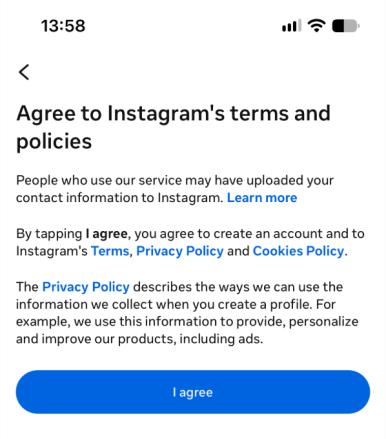 13:58
Agree to Instagram's terms and
policies
People who use our service may have uploaded your
contact information to Instagram. Learn more
By tapping I agree, you agree to create an account and to
Instagram's Terms, Privacy Policy and Cookies Policy.
The Privacy Policy describes the ways we can use the
information we collect when you create a profile. For
example, we use this information to provide, personalize
and improve our products, including ads.
I agree